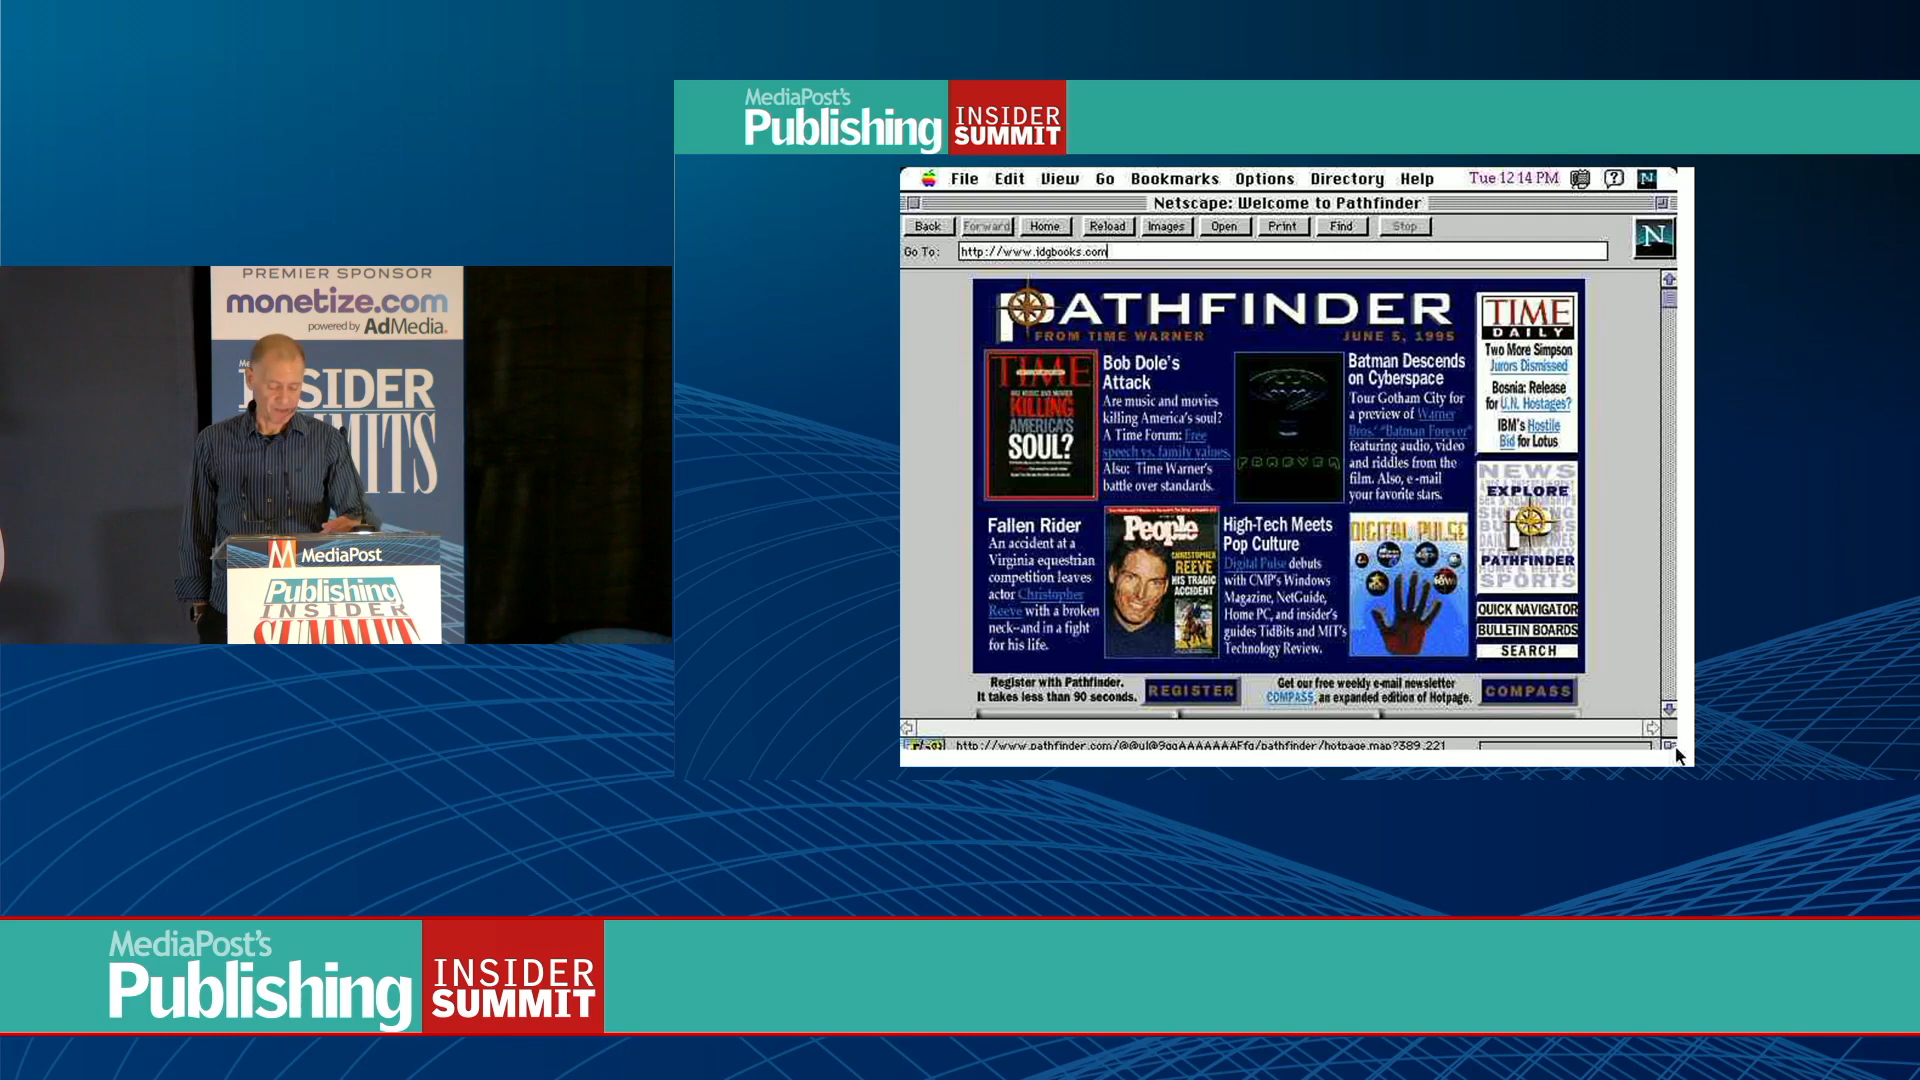 MediaPost's
Publishing
INSIDER
SUMMIT
PREMIER SPONSOR
monetize.com
powered by AdMedia.
INSIDER
MITS
MediaPost
Publishing
INSIDER
SUMMIT
File Edit View Go Bookmarks Options Directory Help Tue 12:14 PM
Netscape: Welcome to Pathfinder
Back Forward Home Reload Images Open Print Find Stop
Go To: http://www.idgbooks.com
N
PATHFINDER
FROM TIME WARNER JUNE 5, 1995
TIME
KILLING
AMERICA'S
SOUL?
Bob Dole's
Attack
Are music and movies
killing America's soul?
A Time Forum: Free
speech vs. family values.
Also: Time Warner's
battle over standards.
FOREVER
Batman Descends
on Cyberspace
Tour Gotham City for
a preview of Warner
Bros.' "Batman Forever"
featuring audio, video
and riddles from the
film. Also, e-mail
your favorite stars.
TIME
DAILY
Two More Simpson
Jurors Dismissed
Bosnia: Release
for U.N. Hostages?
IBM's Hostile
Bid for Lotus
Fallen Rider
An accident at a
Virginia equestrian
competition leaves
actor Christopher
Reeve with a broken
neck--and in a fight
for his life.
People
CHRISTOPHER
REEVE
HIS TRAGIC
ACCIDENT
High-Tech Meets
Pop Culture
Digital Pulse debuts
with CMP's Windows
Magazine, NetGuide,
Home PC, and insider's
guides TidBits and MIT's
Technology Review.
DIGITAL PULSE
NEWS
EXPLORE
PATHFINDER
SPORTS
QUICK NAVIGATOR
BULLETIN BOARDS
SEARCH
Register with Pathfinder.
It takes less than 90 seconds.
REGISTER
Get our free weekly e-mail newsletter
COMPASS, an expanded edition of Hotpage.
COMPASS
MediaPost's
Publishing
INSIDER
SUMMIT